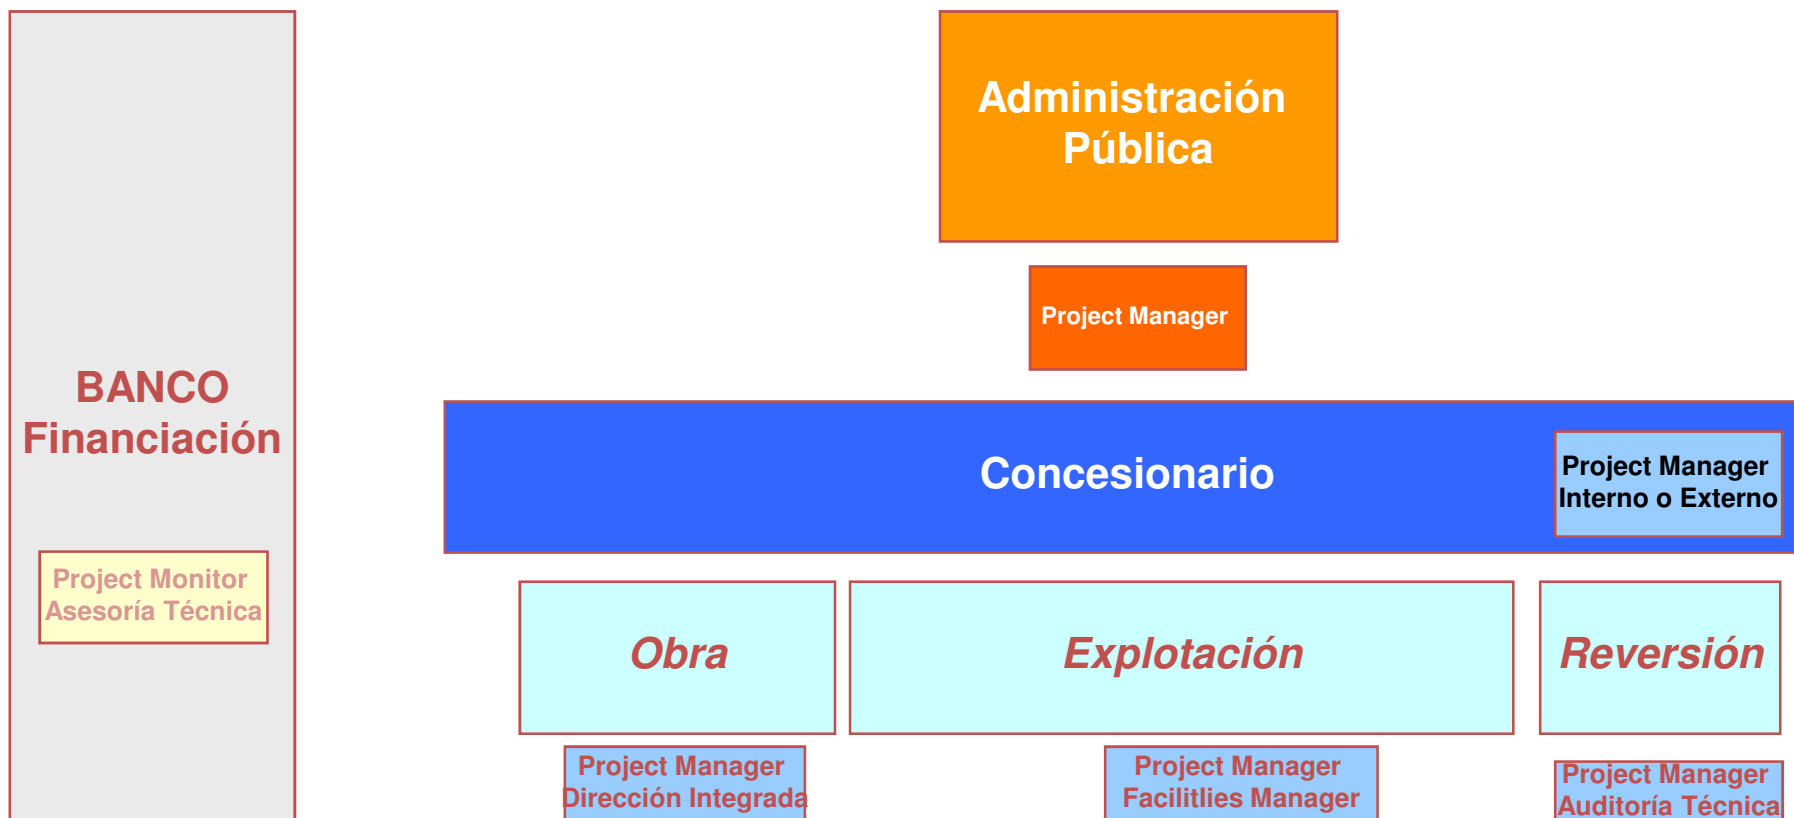 Administración
Pública
Project Manager
BANCO
Financiación
Project Monitor
Asesoría Técnica
Concesionario
Project Manager
Interno o Externo
Obra
Explotación
Reversión
Project Manager
Dirección Integrada
Project Manager
Facilitlies Manager
Project Manager
Auditoría Técnica